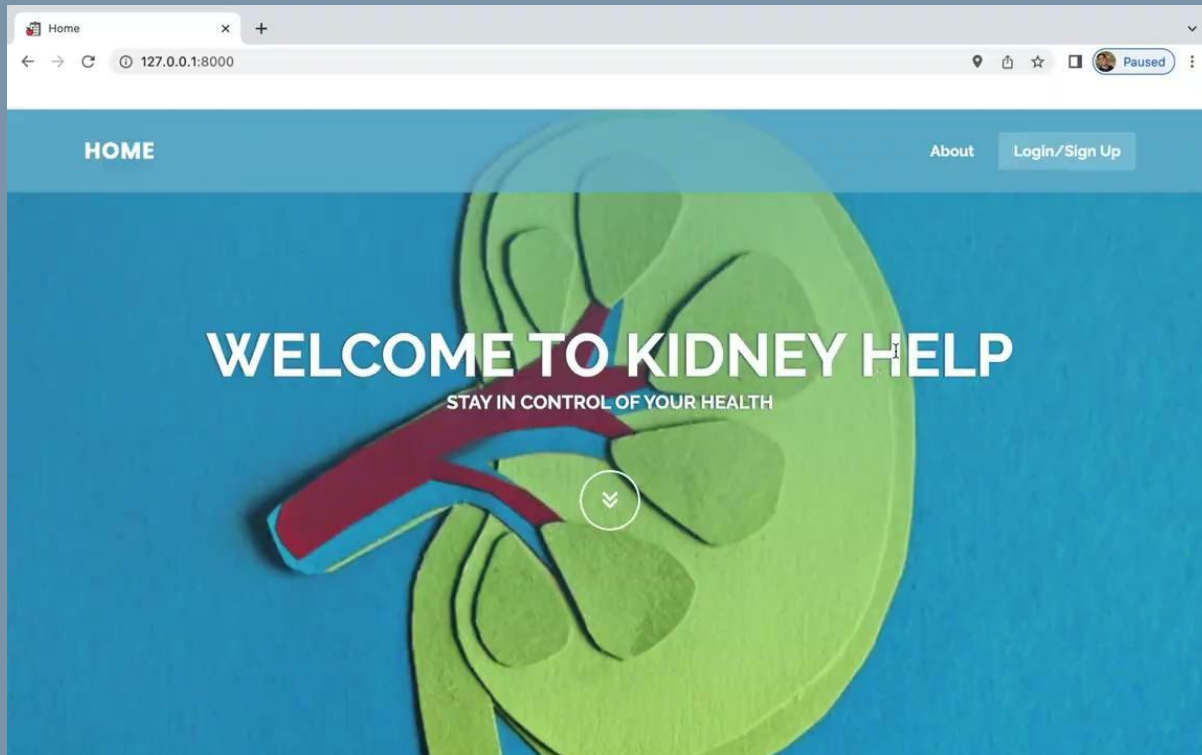 Home
127.0.0.1:8000
Paused
HOME
About
Login/Sign Up
WELCOME TO KIDNEY HELP
STAY IN CONTROL OF YOUR HEALTH